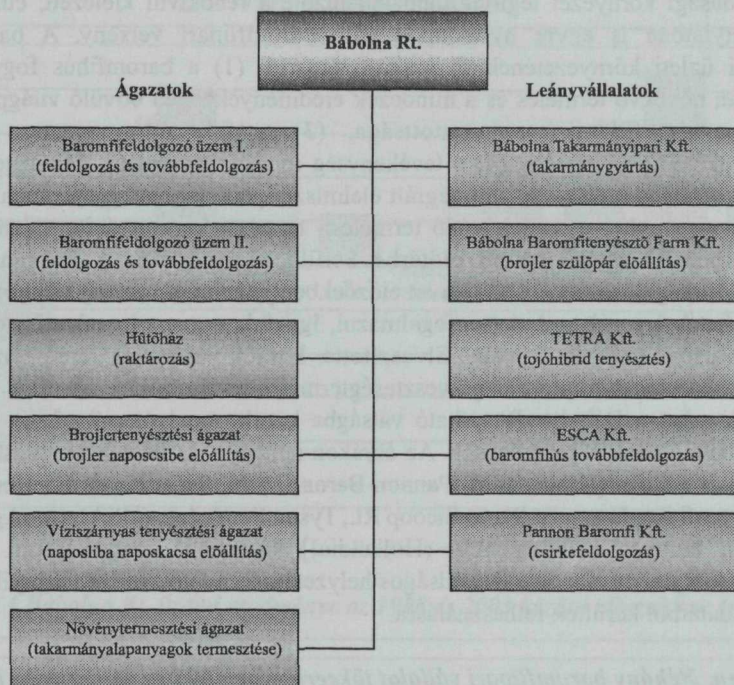 Bábolna Rt.
Ágazatok
Leányvállalatok
Baromfifeldolgozó üzem I.
(feldolgozás és továbbfeldolgozás)
Bábolna Takarmányipari Kft.
(takarmánygyártás)
Baromfifeldolgozó üzem II.
(feldolgozás és továbbfeldolgozás)
Bábolna Baromfitenyésztő Farm Kft.
(brojler szülőpár előállítás)
Hűtőház
(raktározás)
TETRA Kft.
(tojóhibrid tenyésztés)
Brojlertenyésztési ágazat
(brojler naposcsibe előállítás)
ESCA Kft.
(baromfihús továbbfeldolgozás)
Víziszárnyas tenyésztési ágazat
(naposliba naposkacsa előállítás)
Pannon Baromfi Kft.
(csirkefeldolgozás)
Növénytermesztési ágazat
(takarmányalapanyagok termesztése)